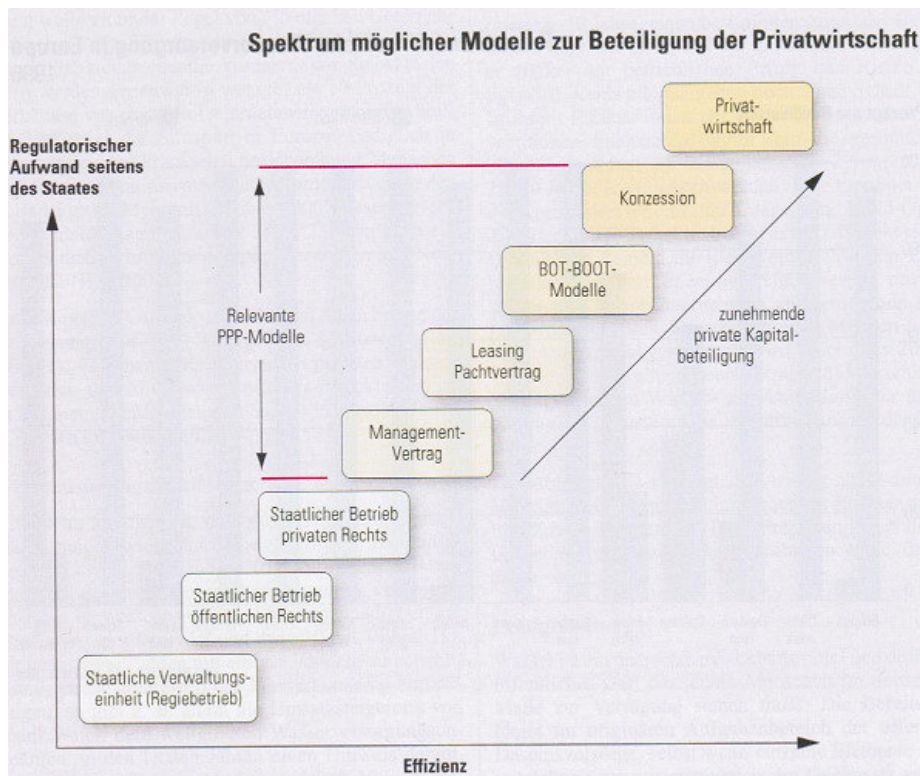 Spektrum möglicher Modelle zur Beteiligung der Privatwirtschaft
Privat-
wirtschaft
Regulatorischer
Aufwand seitens
des Staates
Konzession
BOT-BOOT-
Modelle
Relevante
PPP-Modelle
zunehmende
private Kapital-
beteiligung
Leasing
Pachtvertrag
Management-
Vertrag
Staatlicher Betrieb
privaten Rechts
Staatlicher Betrieb
öffentlichen Rechts
Staatliche Verwaltungs-
einheit (Regiebetrieb)
Effizienz